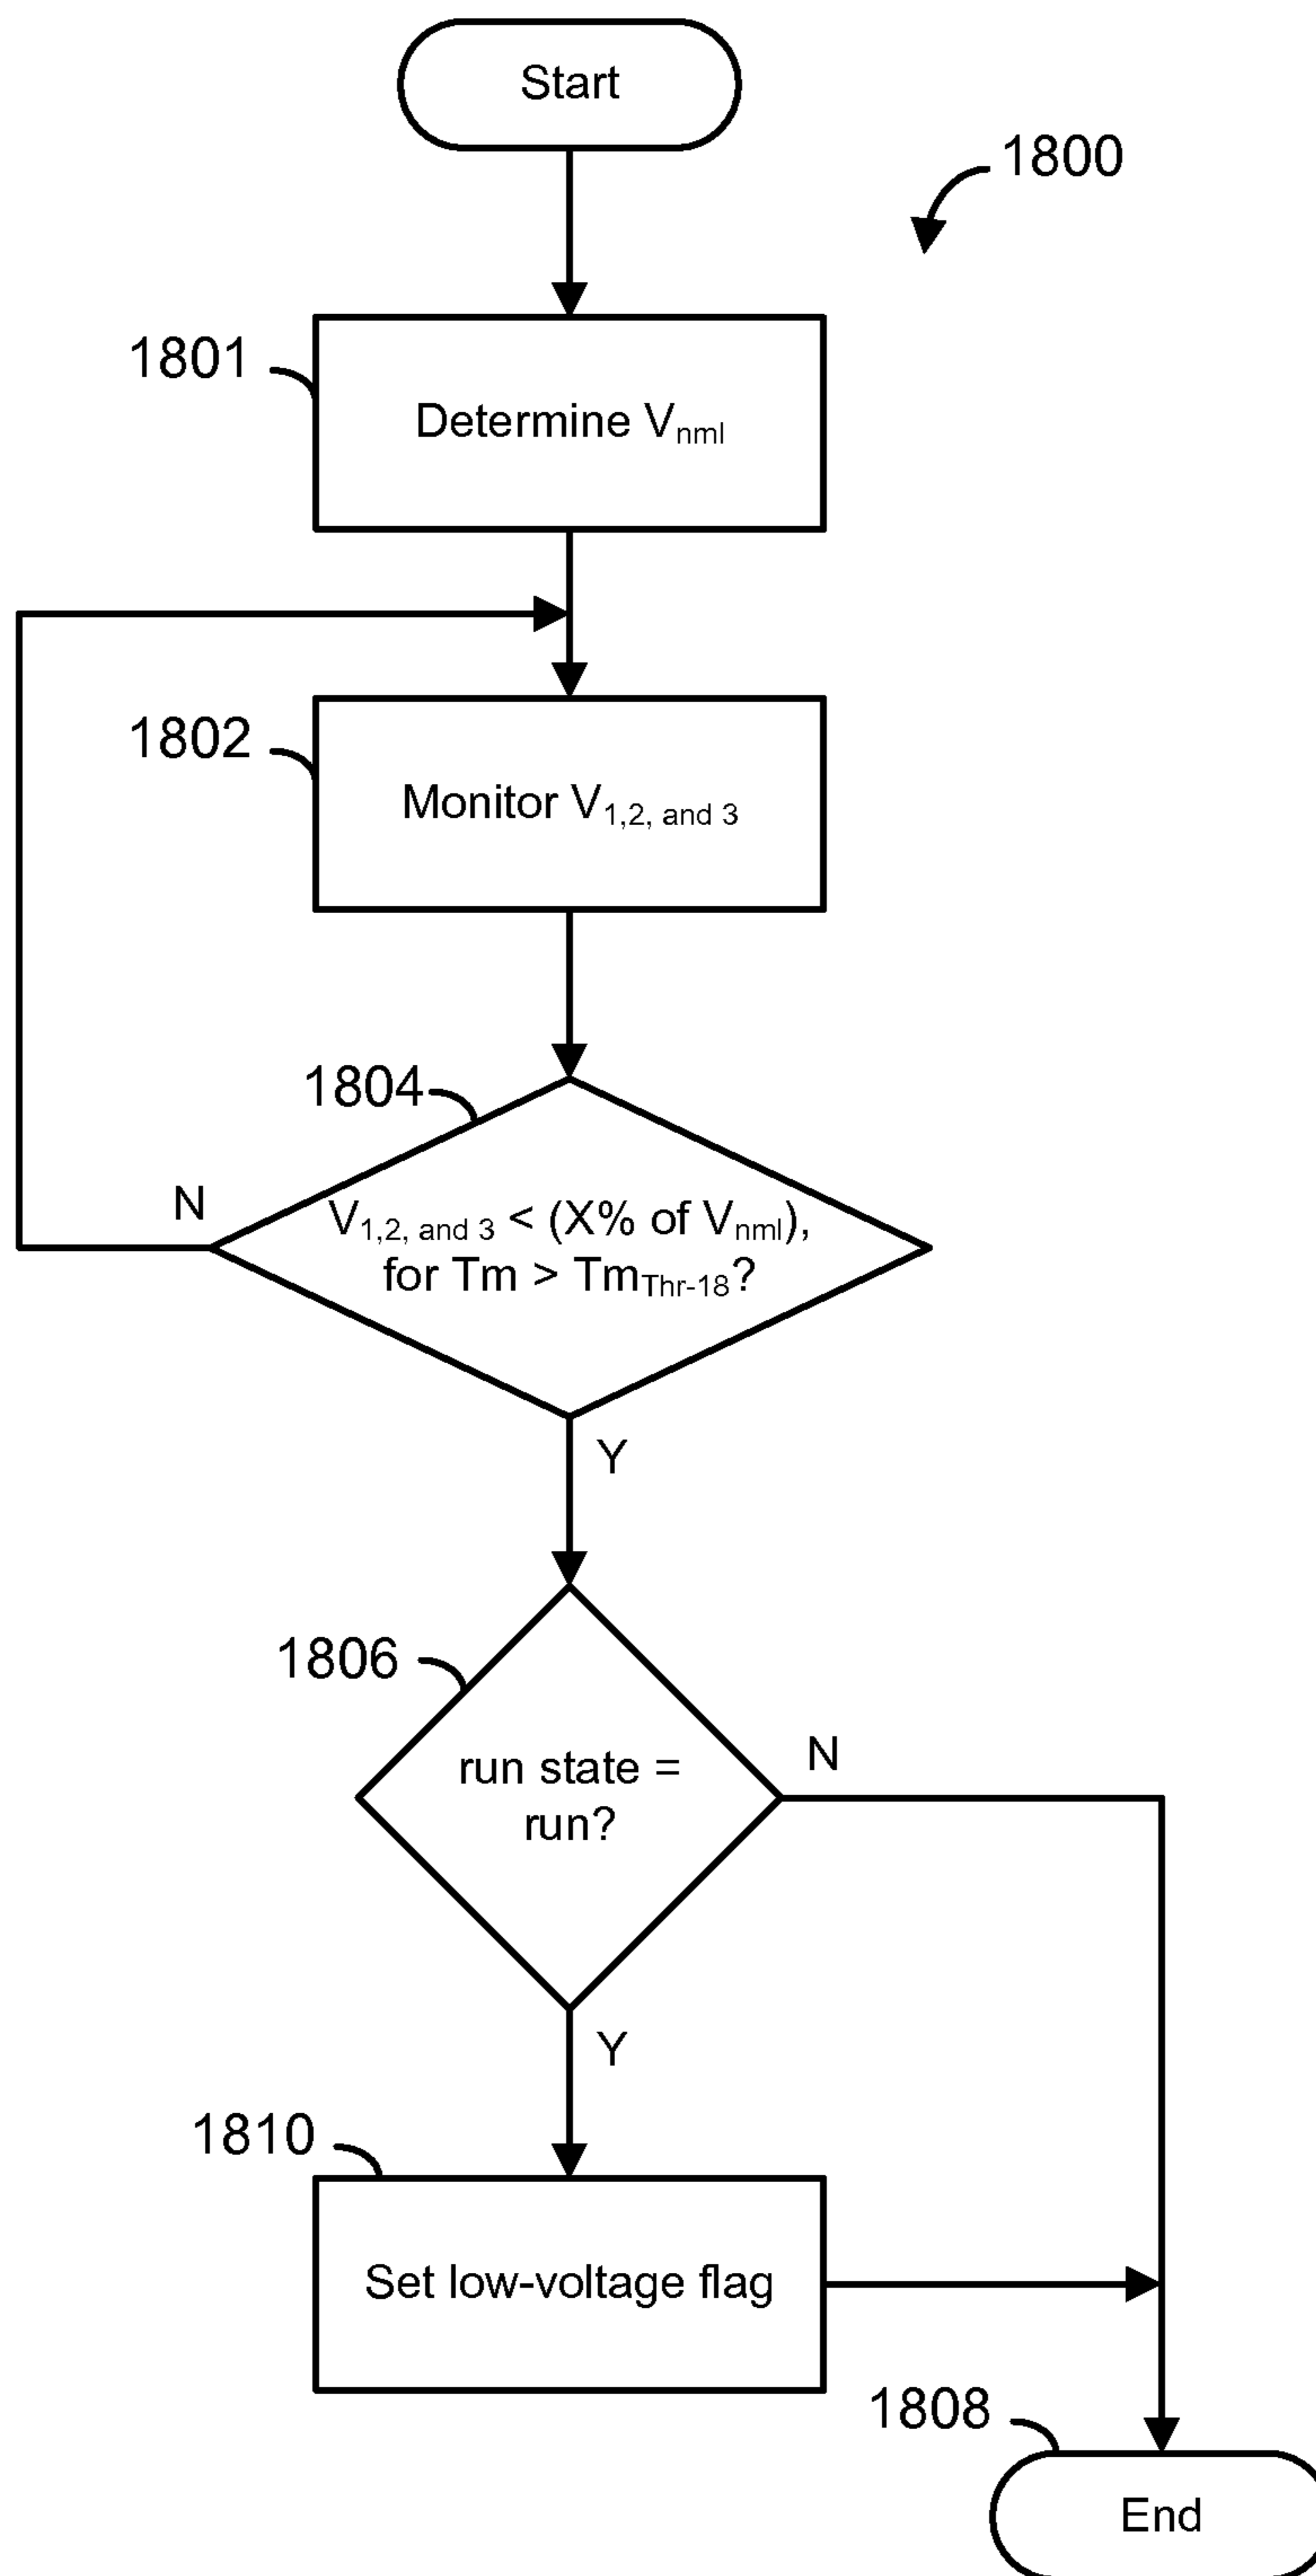 Start
1800
1801
Determine Vnml
1802
Monitor V1,2, and 3
1804
N
V1,2, and 3 < (X% of Vnml),
for Tm > TmThr-18?
Y
1806
run state =
run?
N
Y
1810
Set low-voltage flag
1808
End